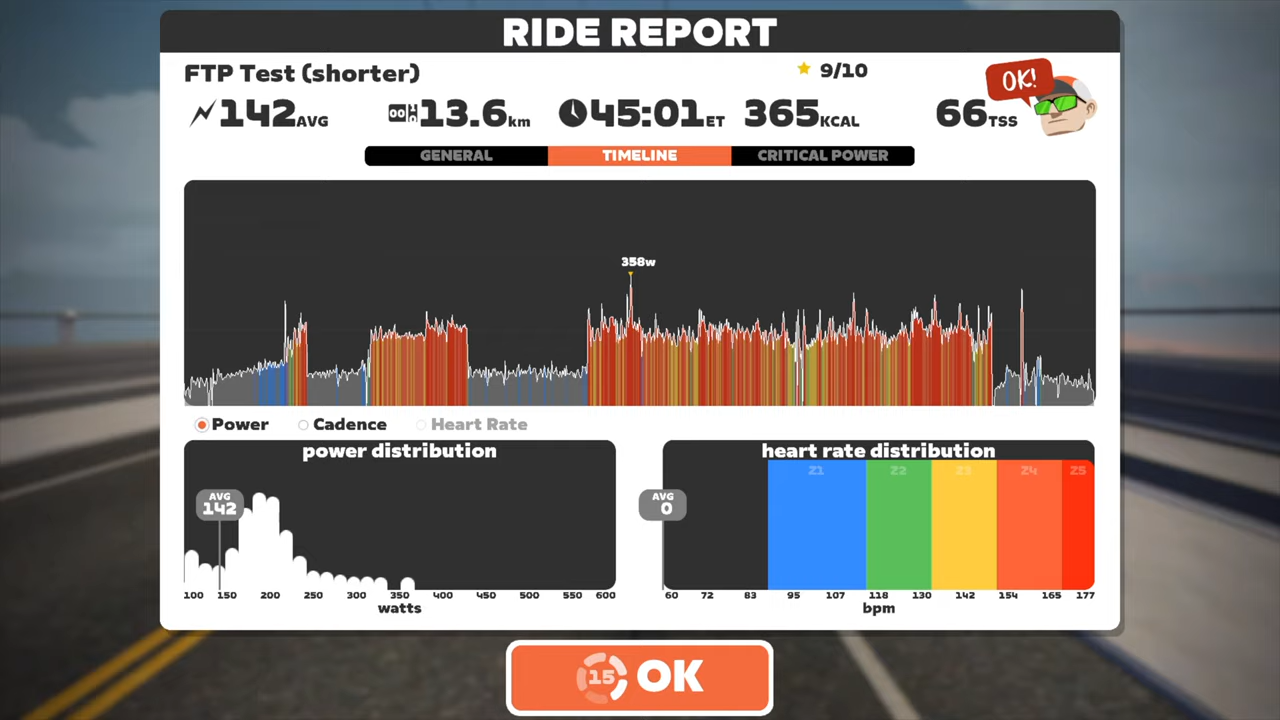 RIDE REPORT
FTP Test (shorter)
9/10
OK!
142AVG
13.6km
45:01ET
365KCAL
66TSS
GENERAL
TIMELINE
CRITICAL POWER
358w
Power
Cadence
Heart Rate
power distribution
AVG
142
100 150 200 250 300 350 400 450 500 550 600
watts
heart rate distribution
Z1 Z2 Z3 Z4 Z5
AVG
0
60 72 83 95 107 118 130 142 154 165 177
bpm
15 OK